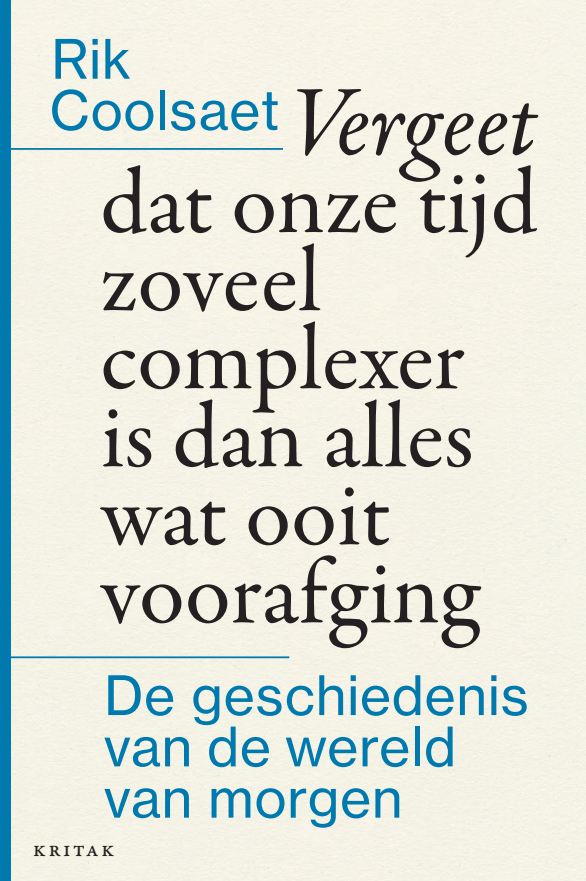 Rik
Coolsaet
Vergeet
dat onze tijd
zoveel
complexer
is dan alles
wat ooit
voorafging
De geschiedenis
van de wereld
van morgen
KRITAK